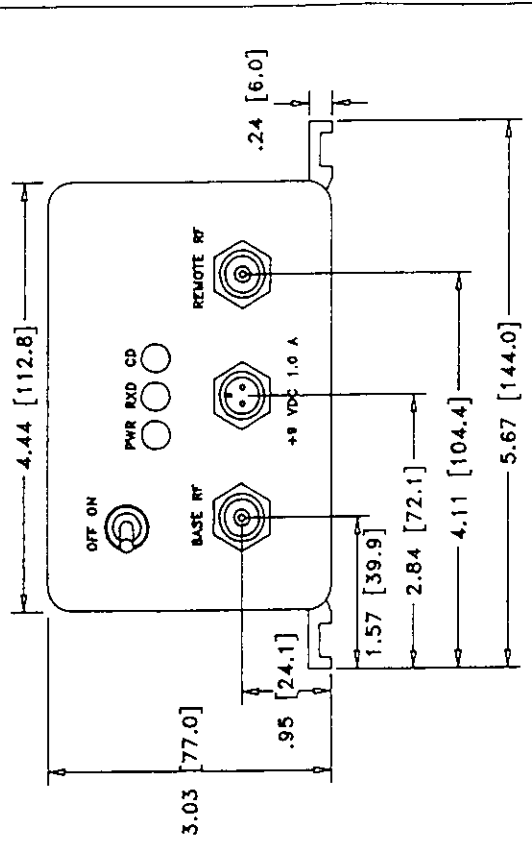 4.44 [112.8]
.24 [6.0]
OFF ON
PWR RXD CD
BASE RF
+9 VDC 1.0 A
REMOTE RF
3.03 [77.0]
.95 [24.1]
1.57 [39.9]
2.84 [72.1]
4.11 [104.4]
5.67 [144.0]